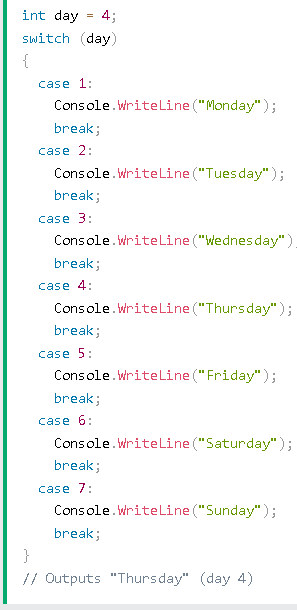 int day = 4;
switch (day)
{
case 1:
Console.WriteLine("Monday");
break;
case 2:
Console.WriteLine("Tuesday");
break;
case 3:
Console.WriteLine("Wednesday");
break;
case 4:
Console.WriteLine("Thursday");
break;
case 5:
Console.WriteLine("Friday");
break;
case 6:
Console.WriteLine("Saturday");
break;
case 7:
Console.WriteLine("Sunday");
break;
}
// Outputs "Thursday" (day 4)